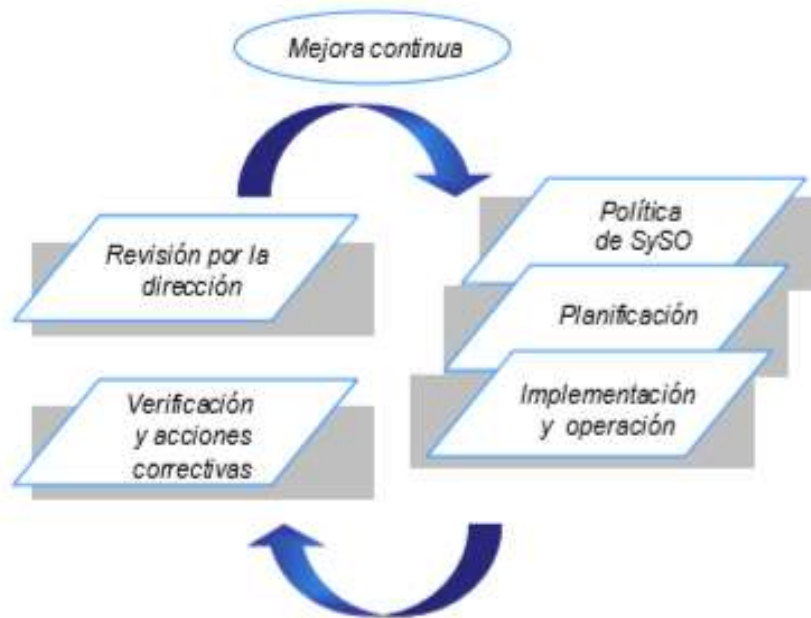 Mejora continua
Política
de SySO
Planificación
Implementación
y operación
Revisión por la
dirección
Verificación
y acciones
correctivas